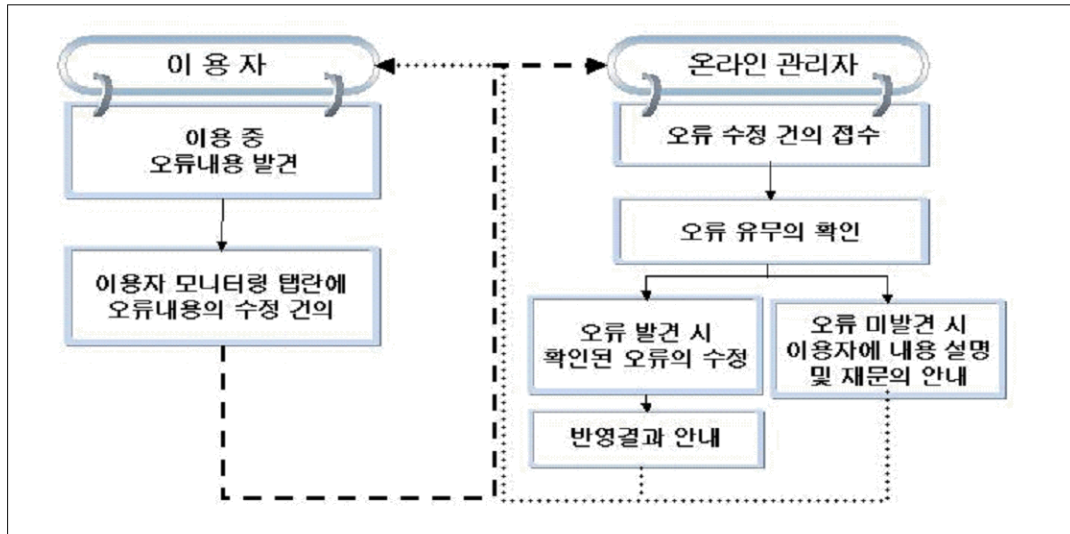 이 용 자
이용 중
오류내용 발견
이용자 모니터링 탭란에
오류내용의 수정 건의
온라인 관리자
오류 수정 건의 접수
오류 유무의 확인
오류 발견 시
확인된 오류의 수정
반영결과 안내
오류 미발견 시
이용자에 내용 설명
및 재문의 안내